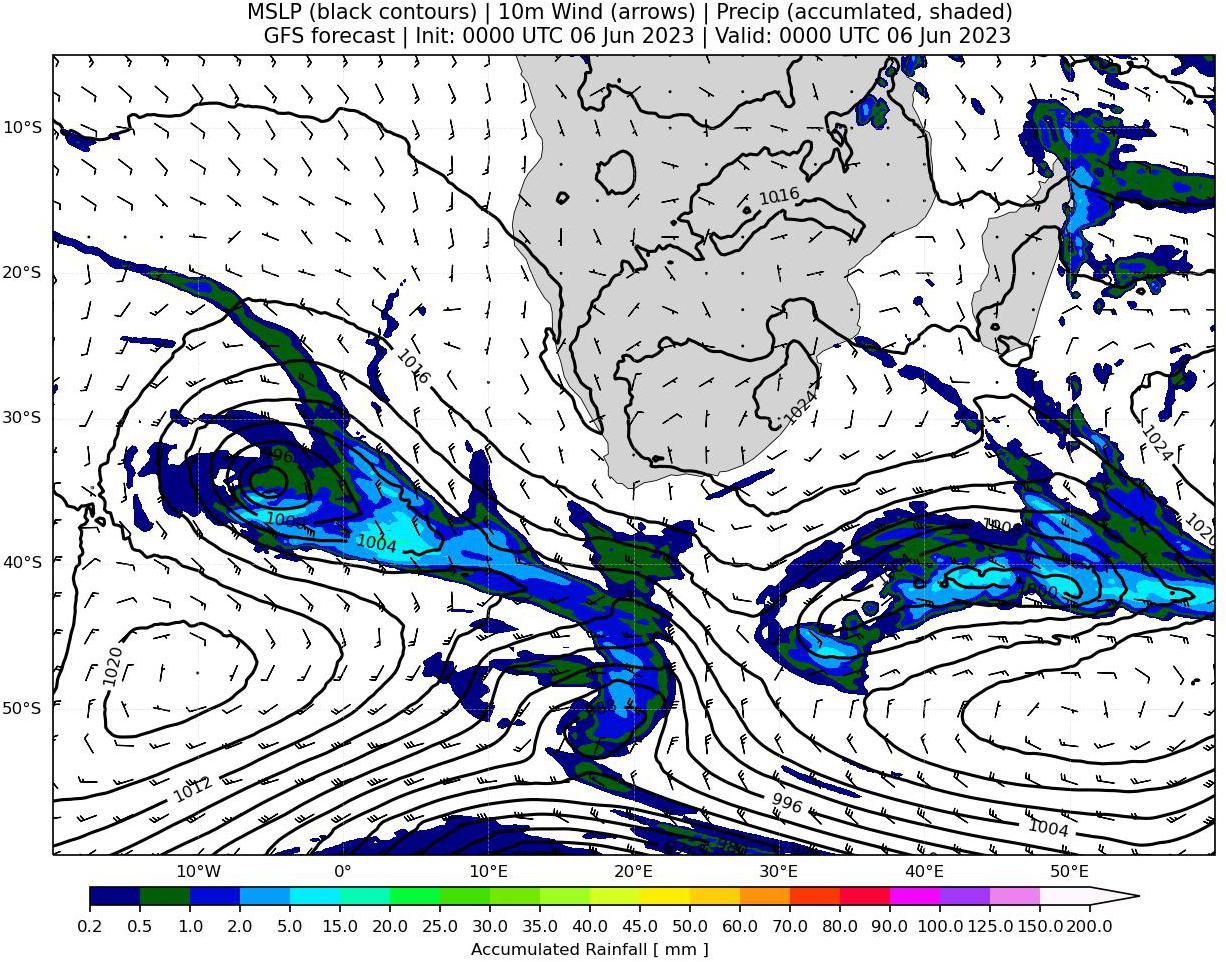 MSLP (black contours) | 10m Wind (arrows) | Precip (accumlated, shaded)
GFS forecast | Init: 0000 UTC 06 Jun 2023 | Valid: 0000 UTC 06 Jun 2023
10°S
1016
20°S
1016
1024
30°S
1024
996
1000
1020
1004
40°S
1020
50°S
1012
996
1004
10°W 0° 10°E 20°E 30°E 40°E 50°E
0.2 0.5 1.0 2.0 5.0 10.0 15.0 20.0 25.0 30.0 35.0 40.0 45.0 50.0 60.0 70.0 80.0 90.0 100.0 125.0 150.0 200.0
Accumulated Rainfall [ mm ]